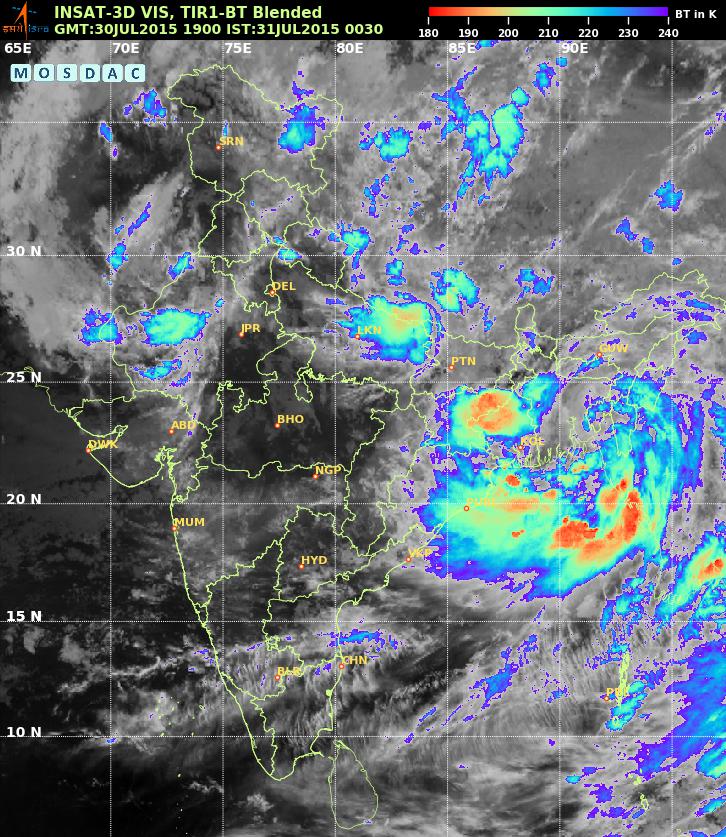 INSAT-3D VIS, TIR1-BT Blended
GMT:30JUL2015 1900 IST:31JUL2015 0030
BT in K
180 190 200 210 220 230 240
65E 70E 75E 80E 85E 90E
MOSDAC
SRN
30 N
DEL
JPR LKN
GUW
PTN
25 N
ABD BHO
DWK KOL
NGP
20 N
MUM
VKP
HYD
15 N
CHN
BLR
10 N